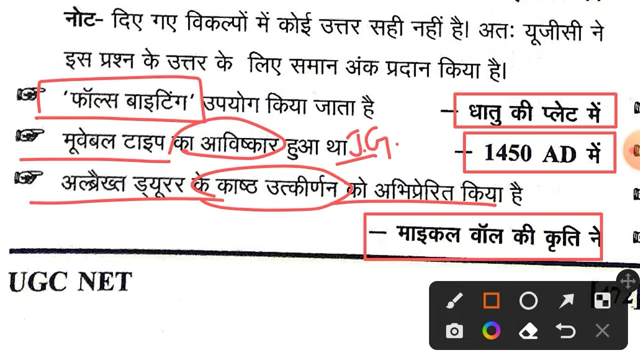 नोट- दिए गए विकल्पों में कोई उत्तर सही नहीं है। अतः यूजीसी ने
इस प्रश्न के उत्तर के लिए समान अंक प्रदान किया है।
☞ 'फॉल्स बाइटिंग' उपयोग किया जाता है – धातु की प्लेट में
☞ मूवेबल टाइप का आविष्कार हुआ था J.G. – 1450 AD में
☞ अल्ब्रैख्त ड्यूरर के काष्ठ उत्कीर्णन को अभिप्रेरित किया है
– माइकल वॉल की कृति ने
UGC NET